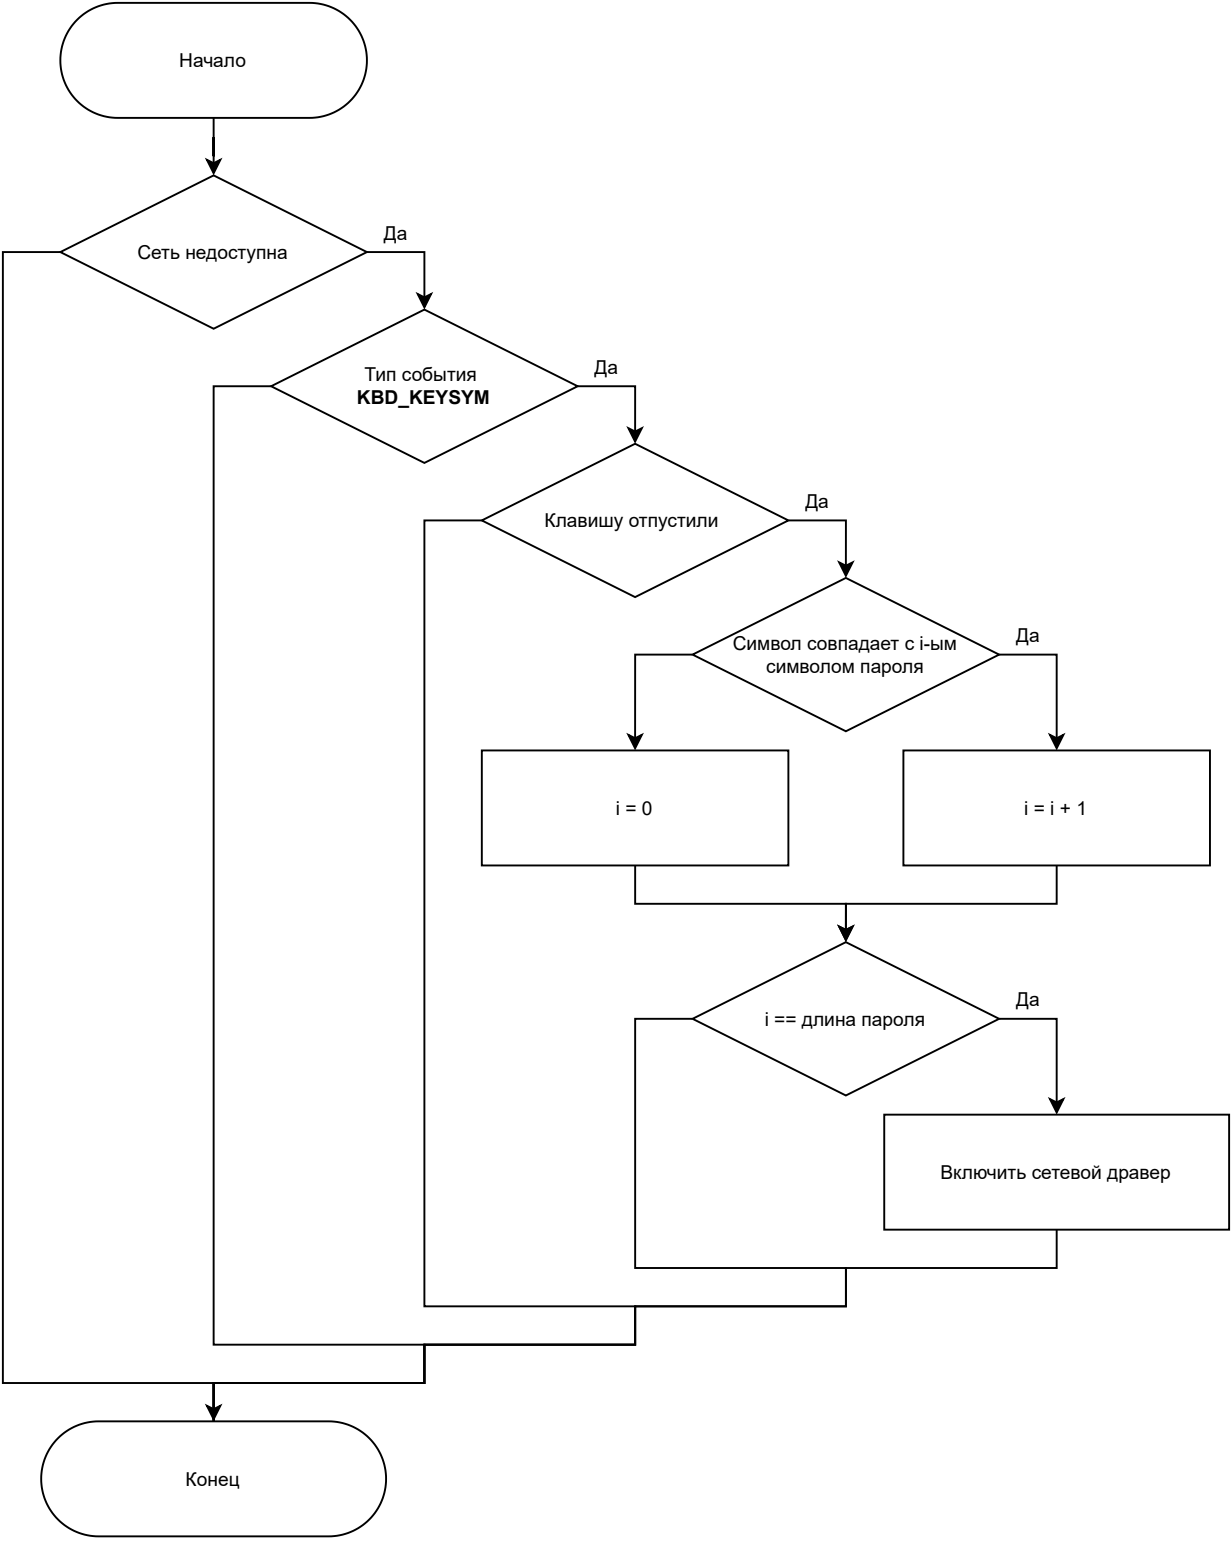 Начало
Сеть недоступна
Да
Тип события
KBD_KEYSYM
Да
Клавишу отпустили
Да
Символ совпадает с i-ым
символом пароля
Да
i = 0
i = i + 1
i == длина пароля
Да
Включить сетевой дравер
Конец